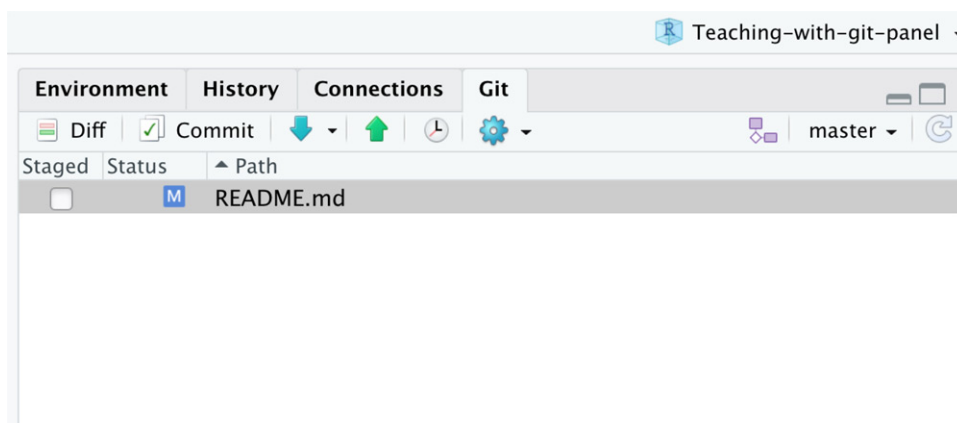 Teaching-with-git-panel
Environment History Connections Git
Diff Commit master
Staged Status Path
M README.md